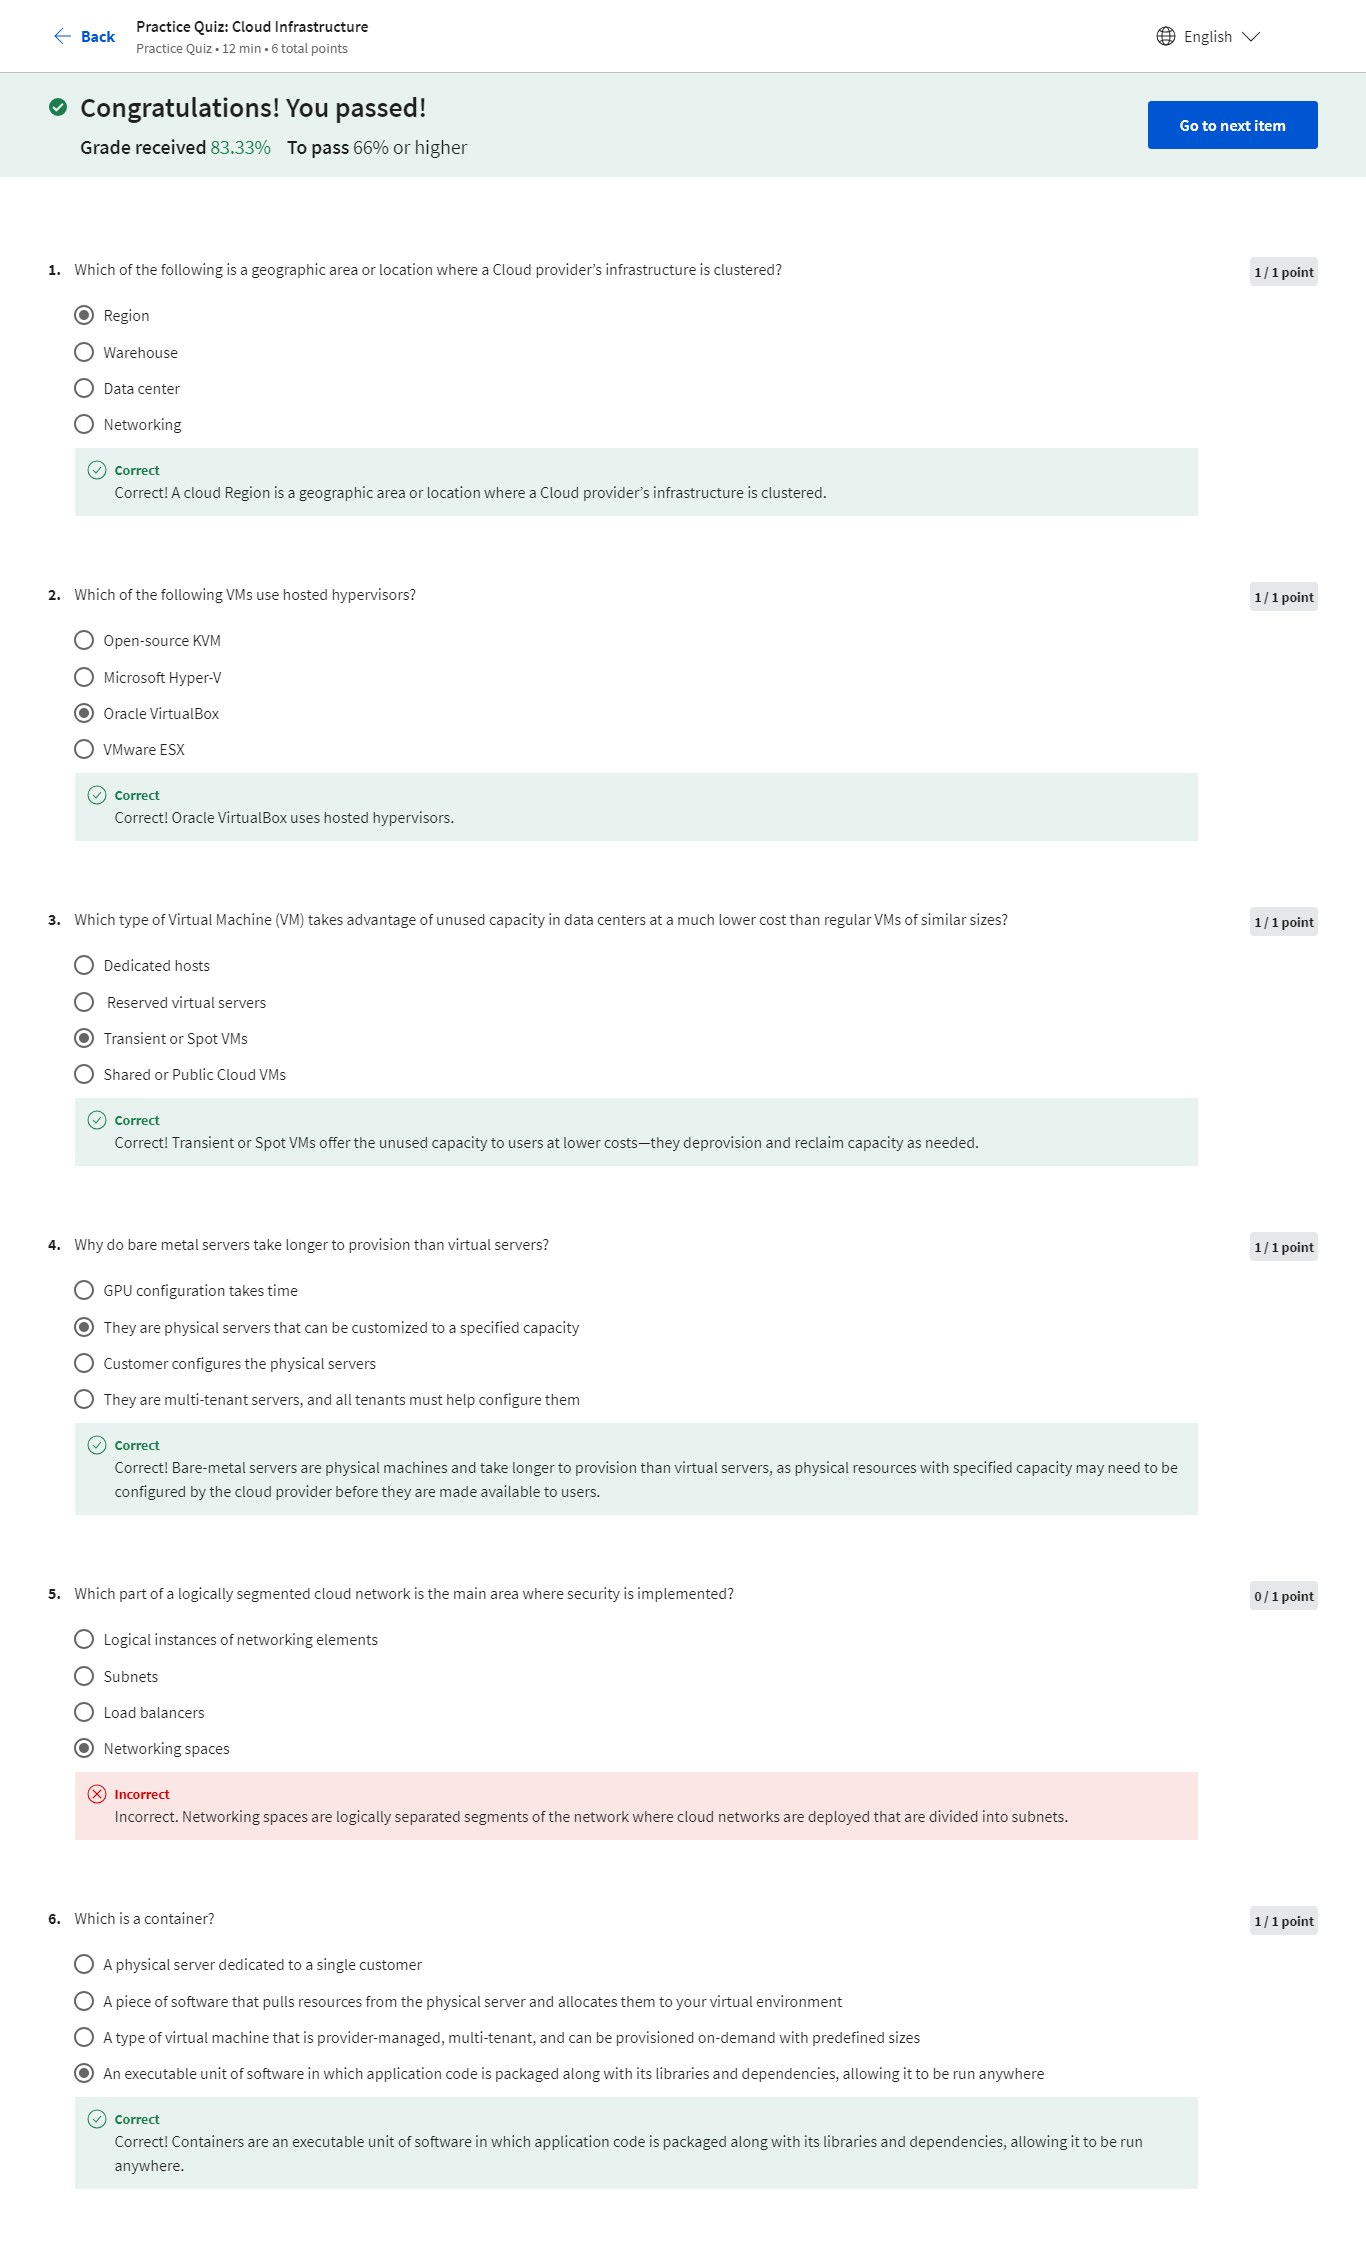 Back
Practice Quiz: Cloud Infrastructure
Practice Quiz • 12 min • 6 total points
English
Congratulations! You passed!
Grade received 83.33% To pass 66% or higher
Go to next item
1. Which of the following is a geographic area or location where a Cloud provider’s infrastructure is clustered?
1 / 1 point
Region
Warehouse
Data center
Networking
Correct
Correct! A cloud Region is a geographic area or location where a Cloud provider’s infrastructure is clustered.
2. Which of the following VMs use hosted hypervisors?
1 / 1 point
Open-source KVM
Microsoft Hyper-V
Oracle VirtualBox
VMware ESX
Correct
Correct! Oracle VirtualBox uses hosted hypervisors.
3. Which type of Virtual Machine (VM) takes advantage of unused capacity in data centers at a much lower cost than regular VMs of similar sizes?
1 / 1 point
Dedicated hosts
Reserved virtual servers
Transient or Spot VMs
Shared or Public Cloud VMs
Correct
Correct! Transient or Spot VMs offer the unused capacity to users at lower costs—they deprovision and reclaim capacity as needed.
4. Why do bare metal servers take longer to provision than virtual servers?
1 / 1 point
GPU configuration takes time
They are physical servers that can be customized to a specified capacity
Customer configures the physical servers
They are multi-tenant servers, and all tenants must help configure them
Correct
Correct! Bare-metal servers are physical machines and take longer to provision than virtual servers, as physical resources with specified capacity may need to be
configured by the cloud provider before they are made available to users.
5. Which part of a logically segmented cloud network is the main area where security is implemented?
0 / 1 point
Logical instances of networking elements
Subnets
Load balancers
Networking spaces
Incorrect
Incorrect. Networking spaces are logically separated segments of the network where cloud networks are deployed that are divided into subnets.
6. Which is a container?
1 / 1 point
A physical server dedicated to a single customer
A piece of software that pulls resources from the physical server and allocates them to your virtual environment
A type of virtual machine that is provider-managed, multi-tenant, and can be provisioned on-demand with predefined sizes
An executable unit of software in which application code is packaged along with its libraries and dependencies, allowing it to be run anywhere
Correct
Correct! Containers are an executable unit of software in which application code is packaged along with its libraries and dependencies, allowing it to be run
anywhere.